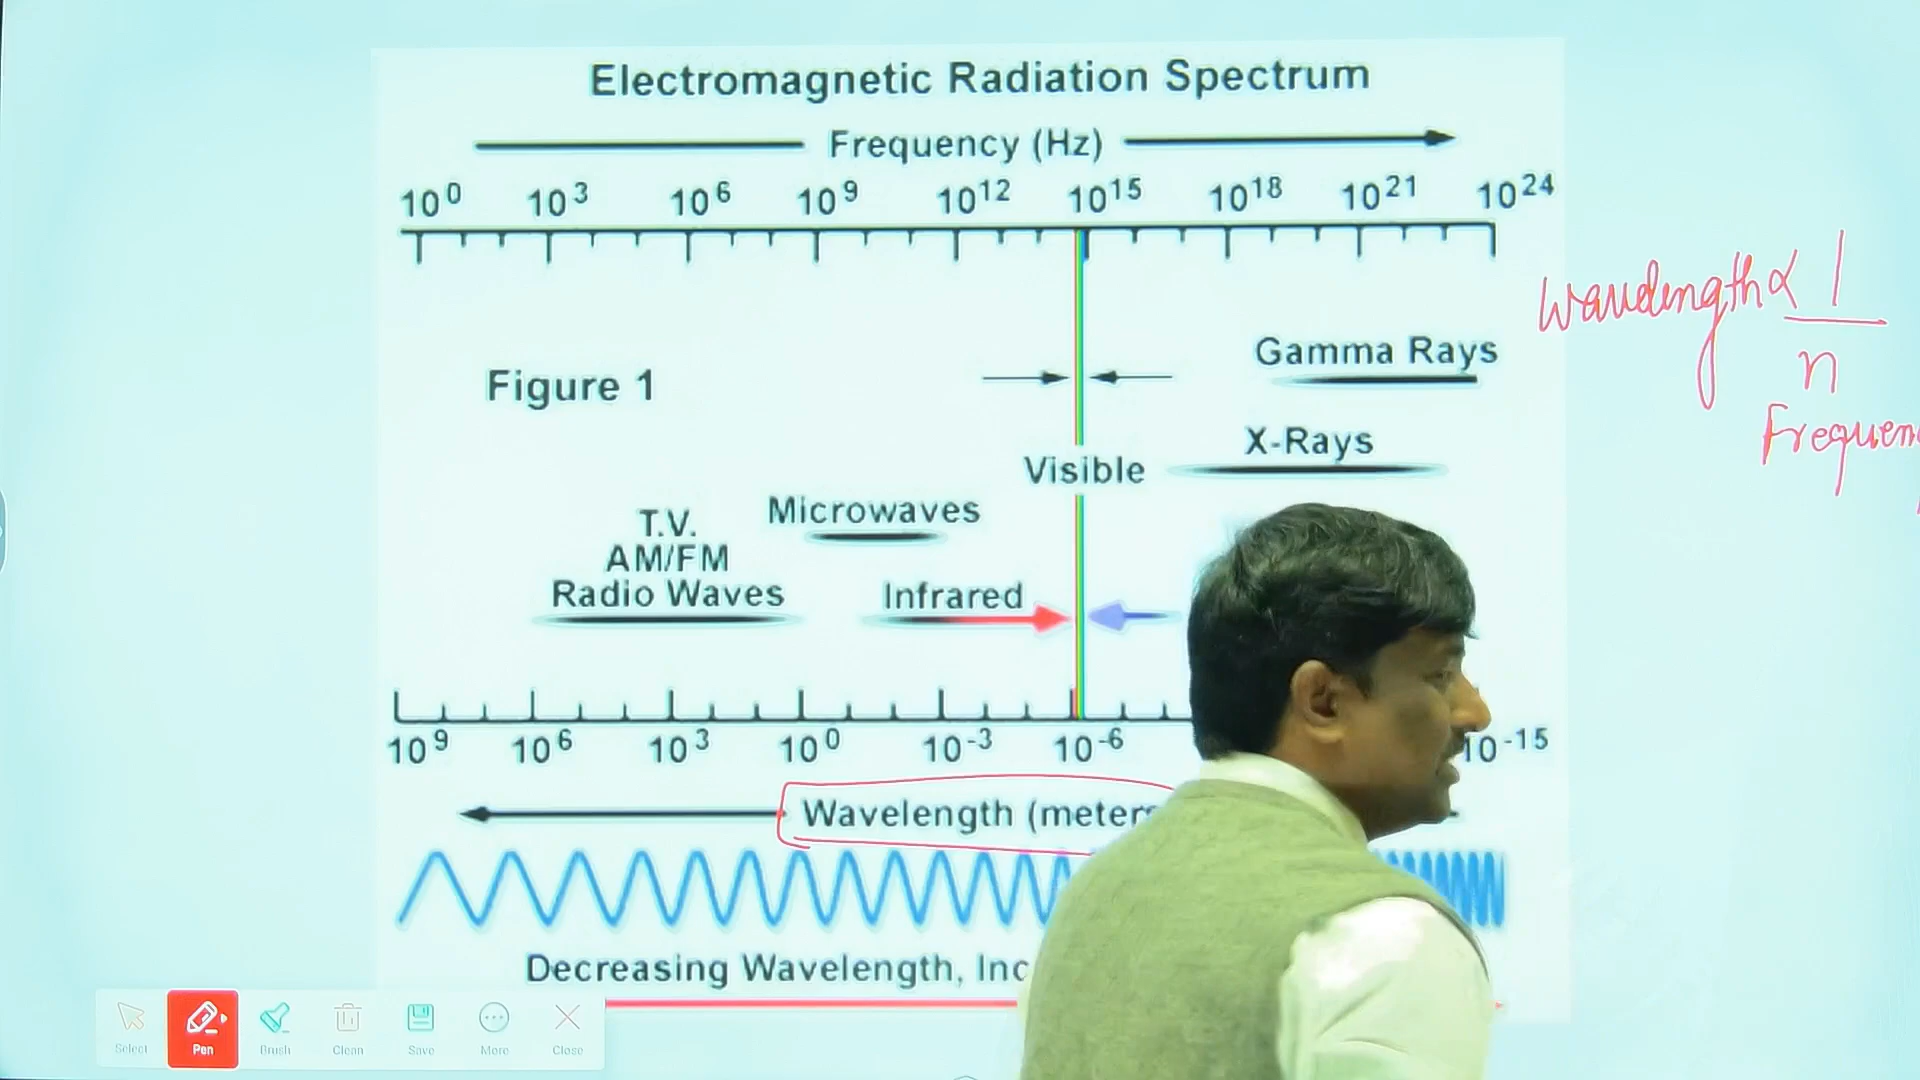 Electromagnetic Radiation Spectrum
Frequency (Hz)
10⁰ 10³ 10⁶ 10⁹ 10¹² 10¹⁵ 10¹⁸ 10²¹ 10²⁴
Wavelength ∝ 1
n
Frequen
Figure 1
Gamma Rays
X-Rays
Visible
Microwaves
T.V.
AM/FM
Radio Waves
Infrared
10⁹ 10⁶ 10³ 10⁰ 10⁻³ 10⁻⁶ 10⁻¹⁵
Wavelength (meters
Decreasing Wavelength, Inc
Select Pen Brush Clean Save More Close